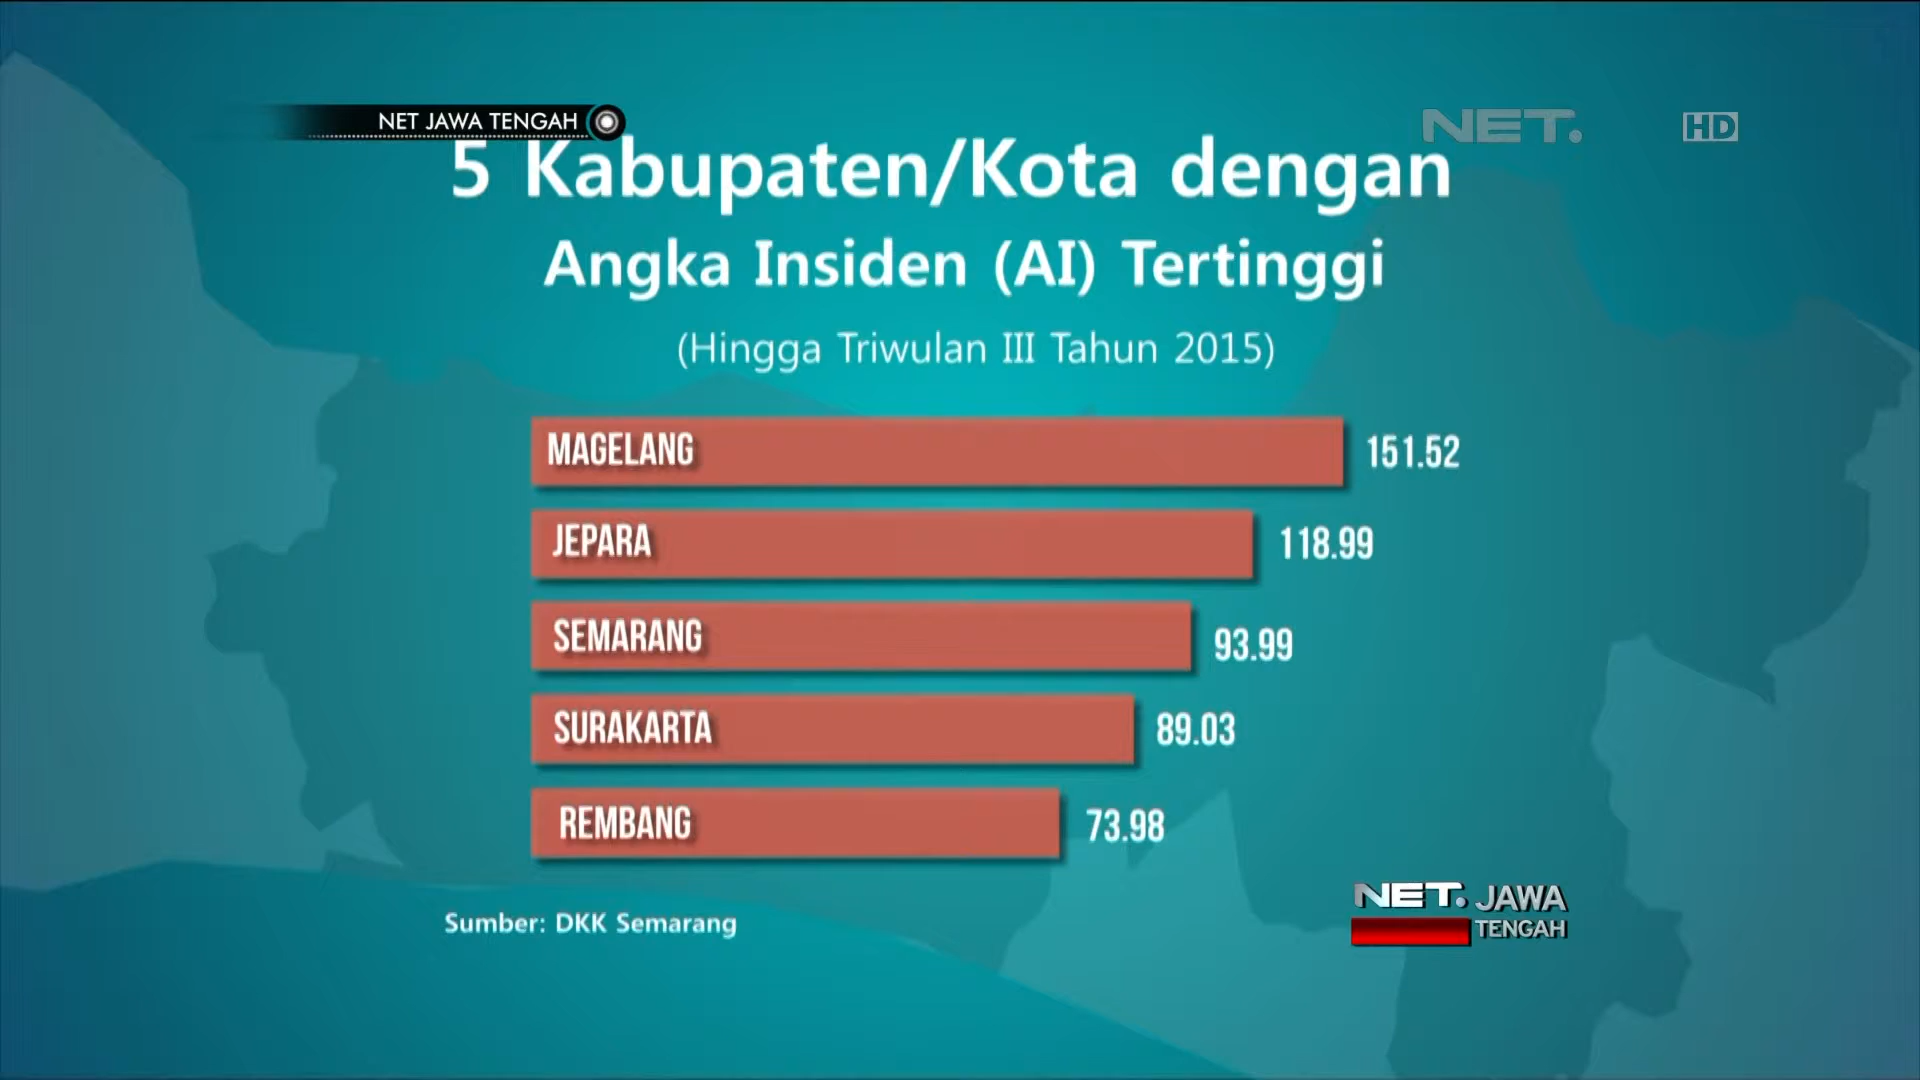 NET JAWA TENGAH
NET.
HD
5 Kabupaten/Kota dengan
Angka Insiden (AI) Tertinggi
(Hingga Triwulan III Tahun 2015)
MAGELANG 151.52
JEPARA 118.99
SEMARANG 93.99
SURAKARTA 89.03
REMBANG 73.98
Sumber: DKK Semarang
NET. JAWA
TENGAH